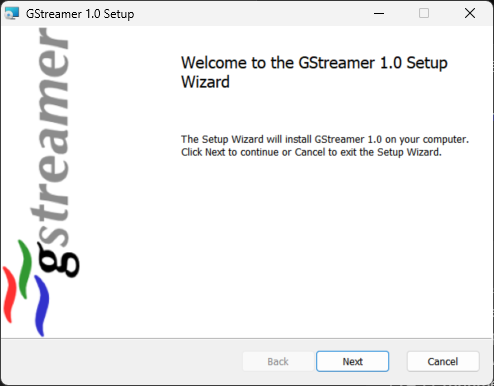 GStreamer 1.0 Setup
gstreamer
Welcome to the GStreamer 1.0 Setup
Wizard
The Setup Wizard will install GStreamer 1.0 on your computer.
Click Next to continue or Cancel to exit the Setup Wizard.
Back
Next
Cancel